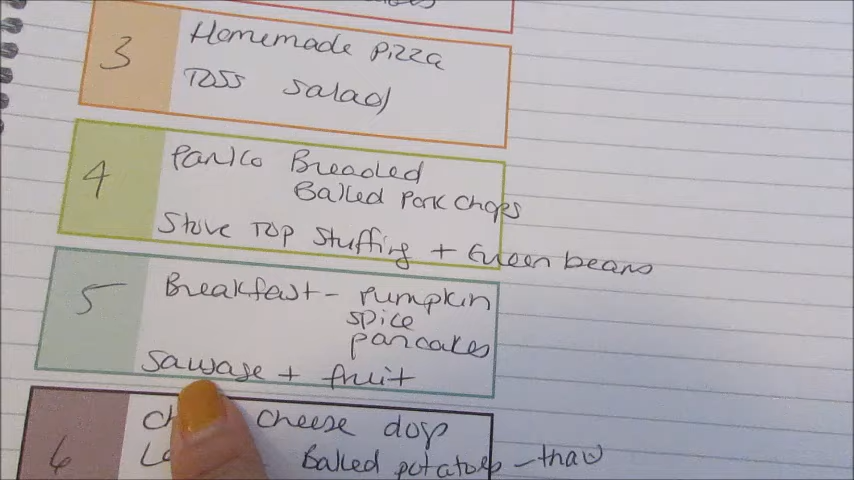 3
Homemade pizza
Toss salad
4
Panko Breaded
Baked Pork Chops
Stove Top Stuffing + Green beans
5
Breakfast - Pumpkin
spice
pancakes
Sausage + fruit
6
cheese dogs
Baked potatoes - thaw